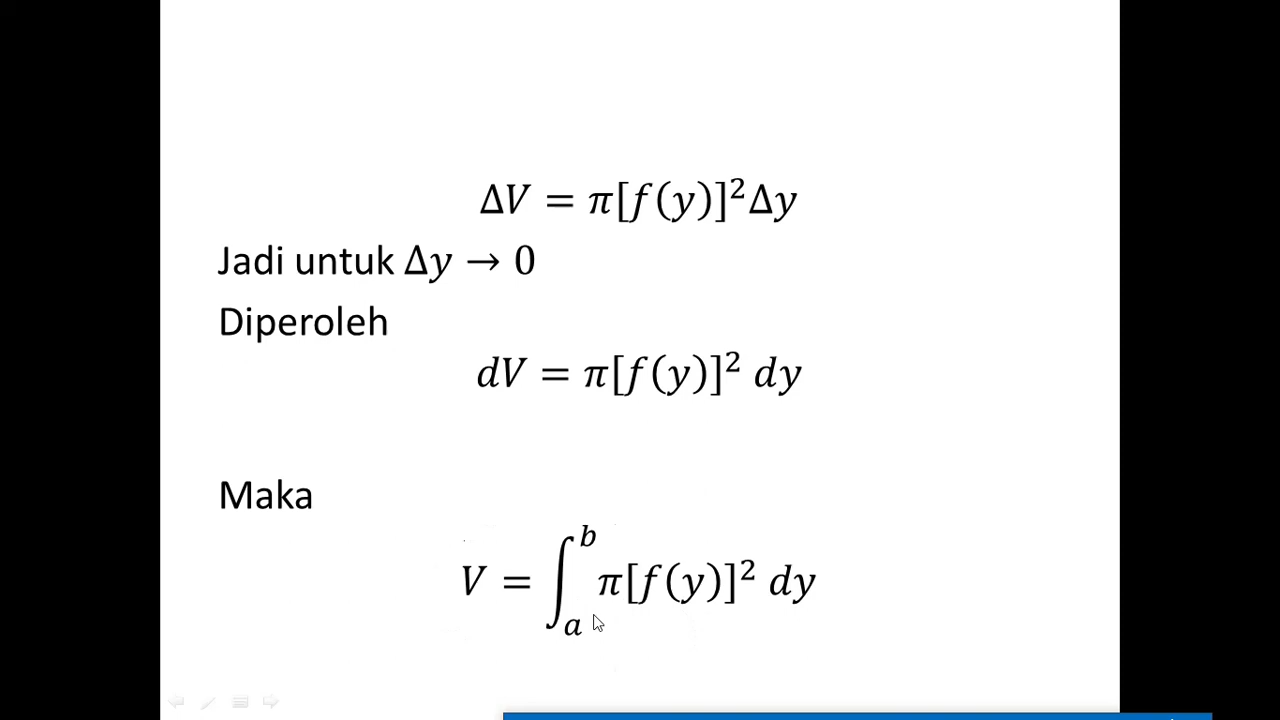 ΔV = π[f(y)]²Δy
Jadi untuk Δy → 0
Diperoleh
dV = π[f(y)]² dy
Maka
V = ∫ₐᵇ π[f(y)]² dy